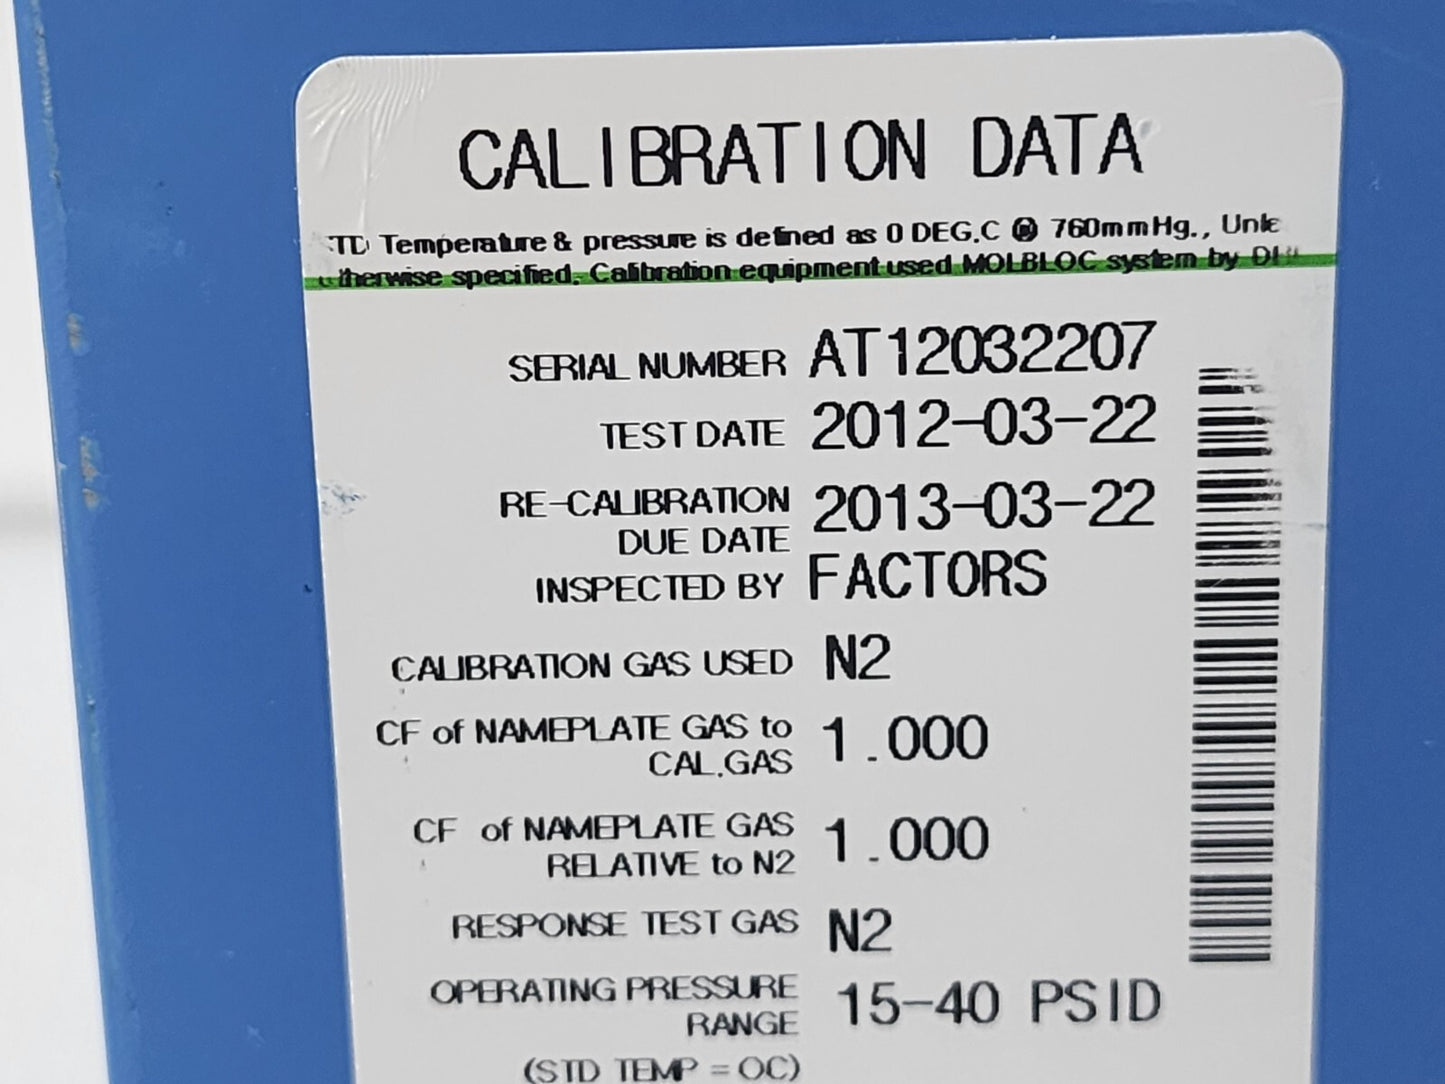 CALIBRATION DATA
STD Temperature & pressure is defined as 0 DEG.C @ 760mmHg.,
otherwise specified. Calibration equipment used MOLBLOC system by
SERIAL NUMBER AT12032207
TEST DATE 2012-03-22
RE-CALIBRATION DUE DATE 2013-03-22
INSPECTED BY FACTORS
CALIBRATION GAS USED N2
CF of NAMEPLATE GAS to CAL.GAS 1.000
CF of NAMEPLATE GAS RELATIVE to N2 1.000
RESPONSE TEST GAS N2
OPERATING PRESSURE RANGE 15-40 PSID
(STD TEMP = OC)